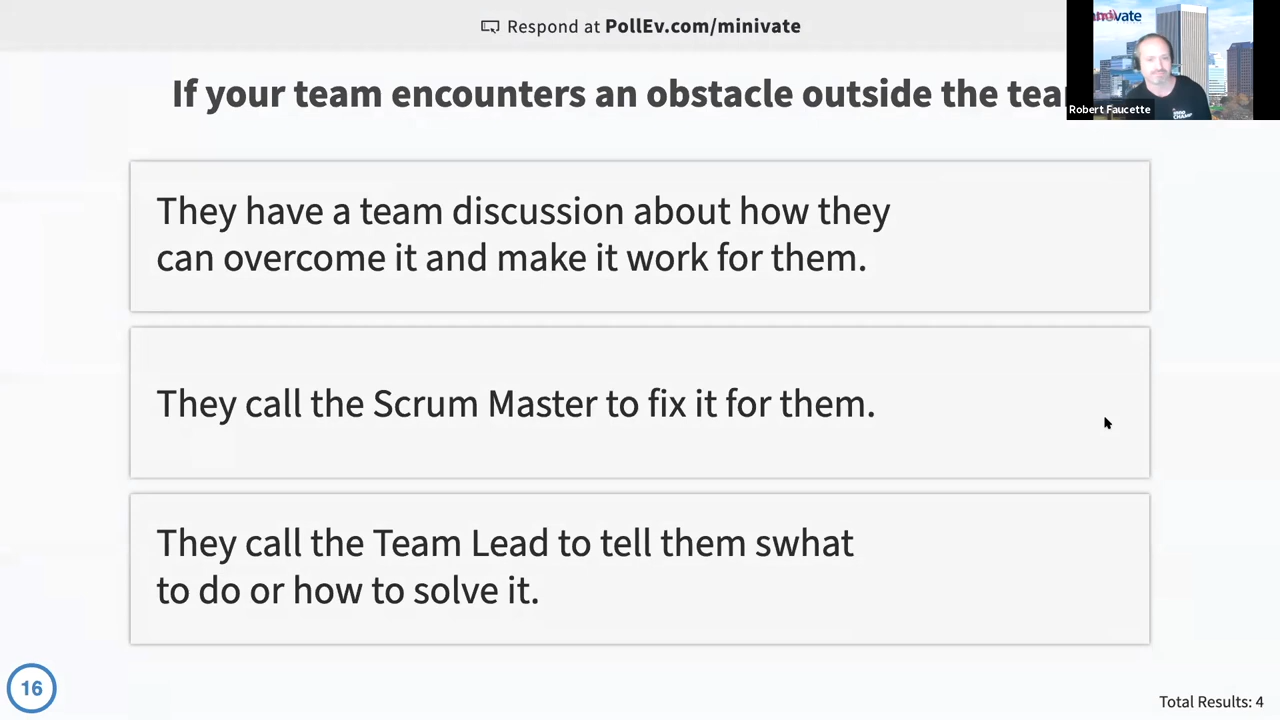 Respond at PollEv.com/minivate
If your team encounters an obstacle outside the
They have a team discussion about how they
can overcome it and make it work for them.
They call the Scrum Master to fix it for them.
They call the Team Lead to tell them swhat
to do or how to solve it.
16
Total Results: 4
Robert Faucette